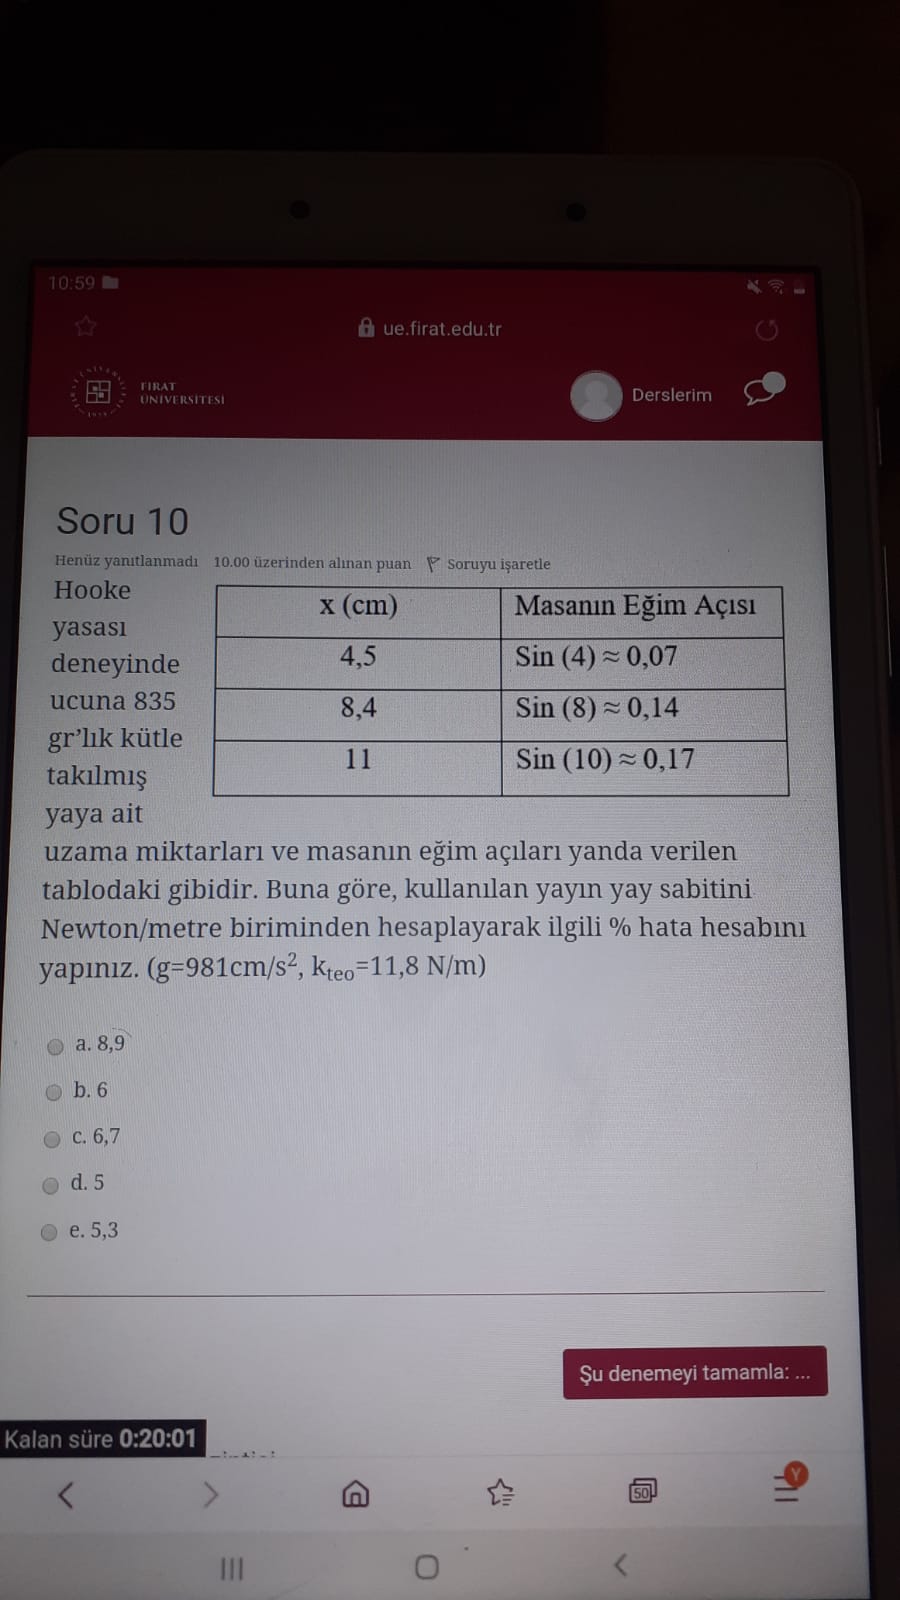 10:59
ue.firat.edu.tr
FIRAT
ÜNİVERSİTESİ
Derslerim
Soru 10
Henüz yanıtlanmadı 10.00 üzerinden alınan puan Soruyu işaretle
Hooke
yasası
deneyinde
ucuna 835
gr’lık kütle
takılmış
yaya ait
x (cm) Masanın Eğim Açısı
4,5 Sin (4) ≈ 0,07
8,4 Sin (8) ≈ 0,14
11 Sin (10) ≈ 0,17
uzama miktarları ve masanın eğim açıları yanda verilen
tablodaki gibidir. Buna göre, kullanılan yayın yay sabitini
Newton/metre biriminden hesaplayarak ilgili % hata hesabını
yapınız. (g=981cm/s², kteo=11,8 N/m)
a. 8,9
b. 6
c. 6,7
d. 5
e. 5,3
Şu denemeyi tamamla: ...
Kalan süre 0:20:01
50
Y